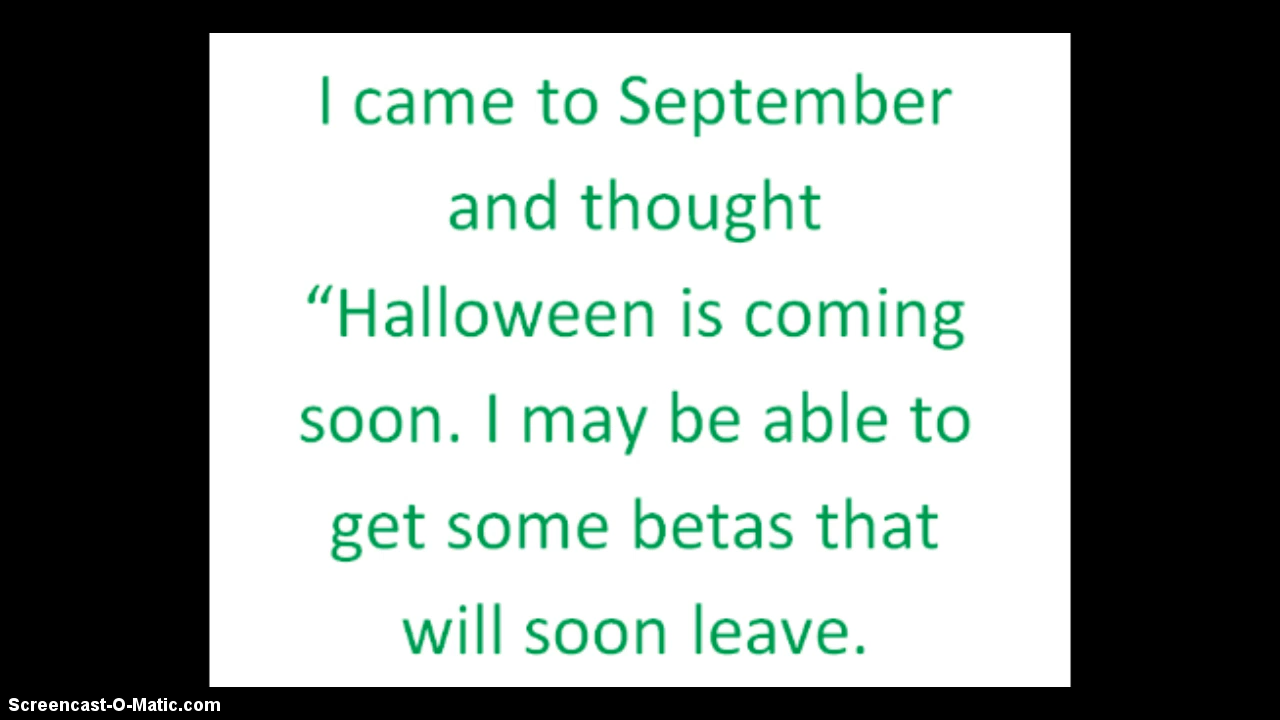 I came to September
and thought
“Halloween is coming
soon. I may be able to
get some betas that
will soon leave.
Screencast-O-Matic.com